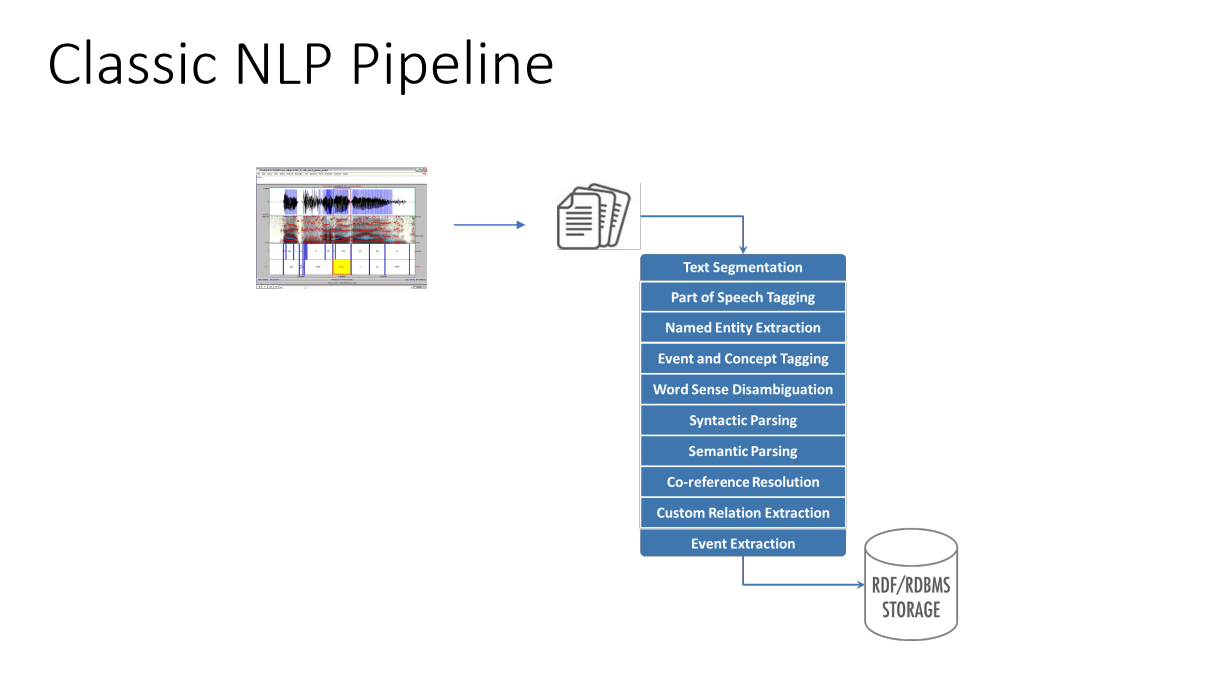 Classic NLP Pipeline
Text Segmentation
Part of Speech Tagging
Named Entity Extraction
Event and Concept Tagging
Word Sense Disambiguation
Syntactic Parsing
Semantic Parsing
Co-reference Resolution
Custom Relation Extraction
Event Extraction
RDF/RDBMS
STORAGE